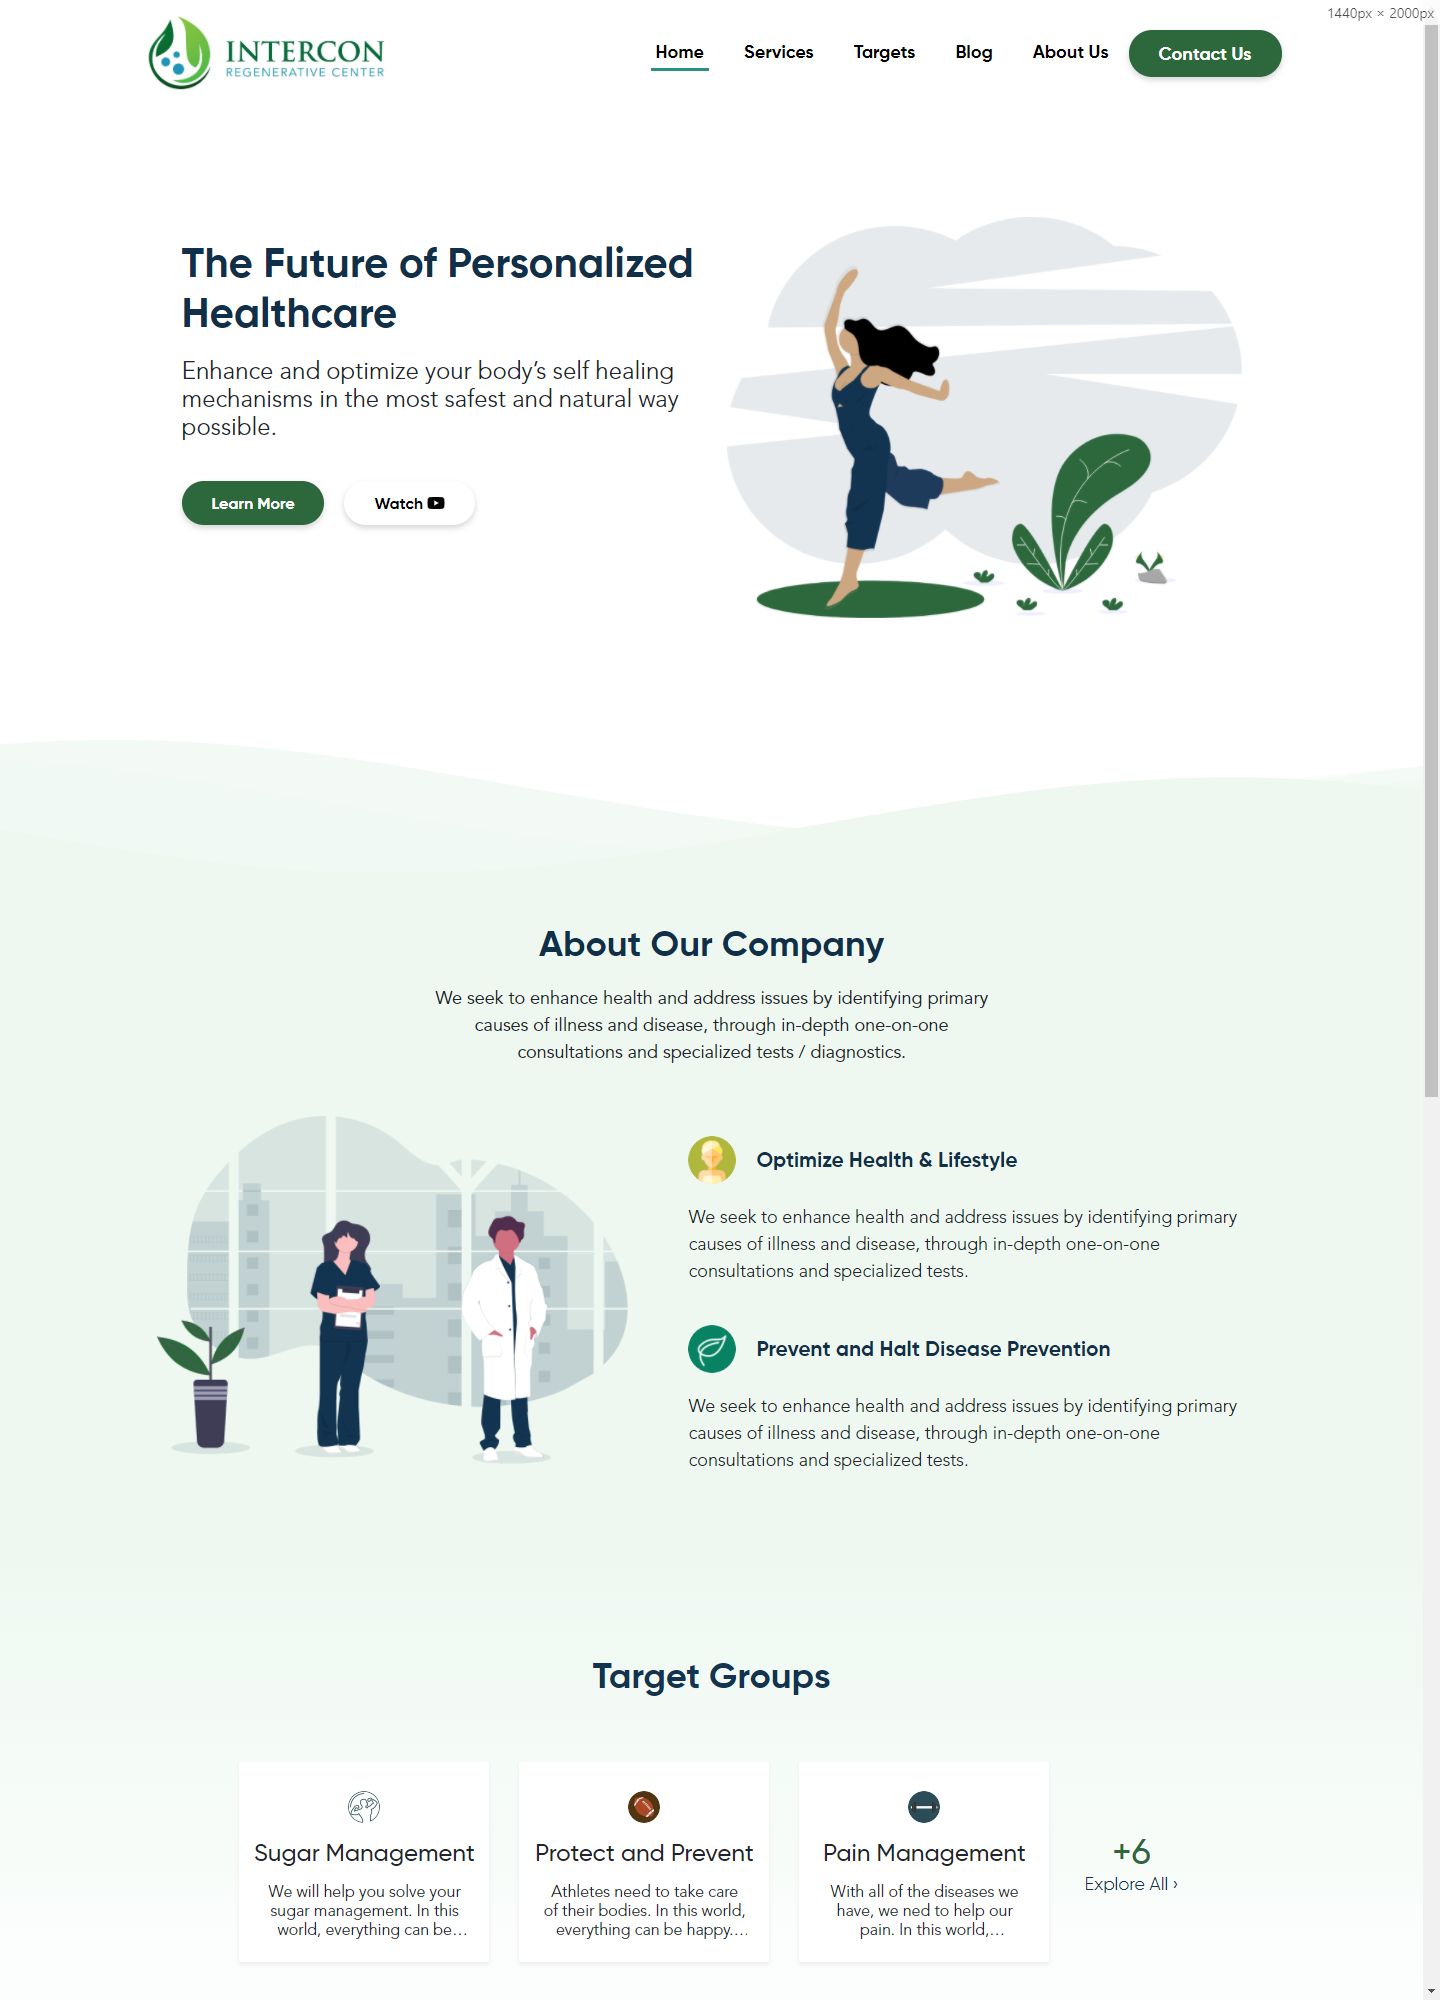 1440px × 2000px
INTERCON
REGENERATIVE CENTER
Home Services Targets Blog About Us Contact Us
The Future of Personalized
Healthcare
Enhance and optimize your body’s self healing
mechanisms in the most safest and natural way
possible.
Learn More Watch
About Our Company
We seek to enhance health and address issues by identifying primary
causes of illness and disease, through in-depth one-on-one
consultations and specialized tests / diagnostics.
Optimize Health & Lifestyle
We seek to enhance health and address issues by identifying primary
causes of illness and disease, through in-depth one-on-one
consultations and specialized tests.
Prevent and Halt Disease Prevention
We seek to enhance health and address issues by identifying primary
causes of illness and disease, through in-depth one-on-one
consultations and specialized tests.
Target Groups
Sugar Management
We will help you solve your
sugar management. In this
world, everything can be…
Protect and Prevent
Athletes need to take care
of their bodies. In this world,
everything can be happy.…
Pain Management
With all of the diseases we
have, we ned to help our
pain. In this world,…
+6
Explore All ›